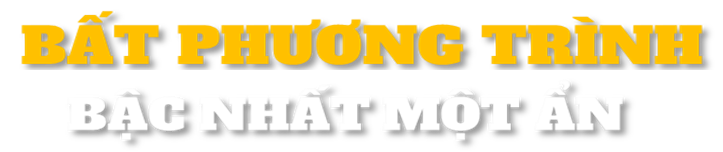 BẤT PHƯƠNG TRÌNH
BẬC NHẤT MỘT ẨN